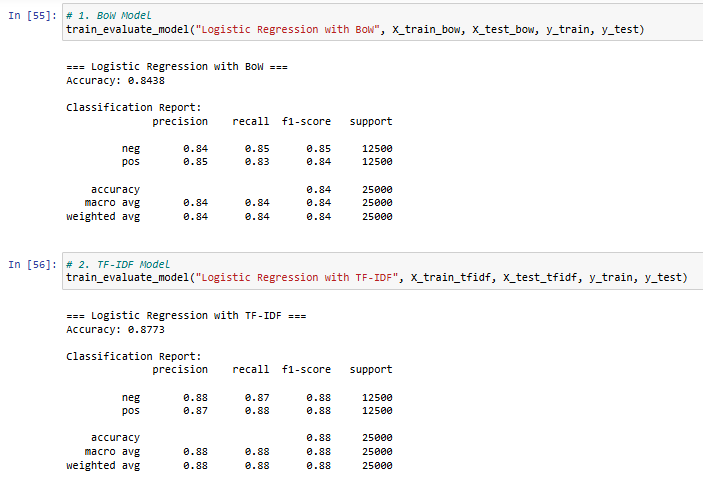 In [55]: # 1. BoW Model
train_evaluate_model("Logistic Regression with BoW", X_train_bow, X_test_bow, y_train, y_test)
=== Logistic Regression with BoW ===
Accuracy: 0.8438
Classification Report:
precision recall f1-score support
neg 0.84 0.85 0.85 12500
pos 0.85 0.83 0.84 12500
accuracy 0.84 25000
macro avg 0.84 0.84 0.84 25000
weighted avg 0.84 0.84 0.84 25000
In [56]: # 2. TF-IDF Model
train_evaluate_model("Logistic Regression with TF-IDF", X_train_tfidf, X_test_tfidf, y_train, y_test)
=== Logistic Regression with TF-IDF ===
Accuracy: 0.8773
Classification Report:
precision recall f1-score support
neg 0.88 0.87 0.88 12500
pos 0.87 0.88 0.88 12500
accuracy 0.88 25000
macro avg 0.88 0.88 0.88 25000
weighted avg 0.88 0.88 0.88 25000